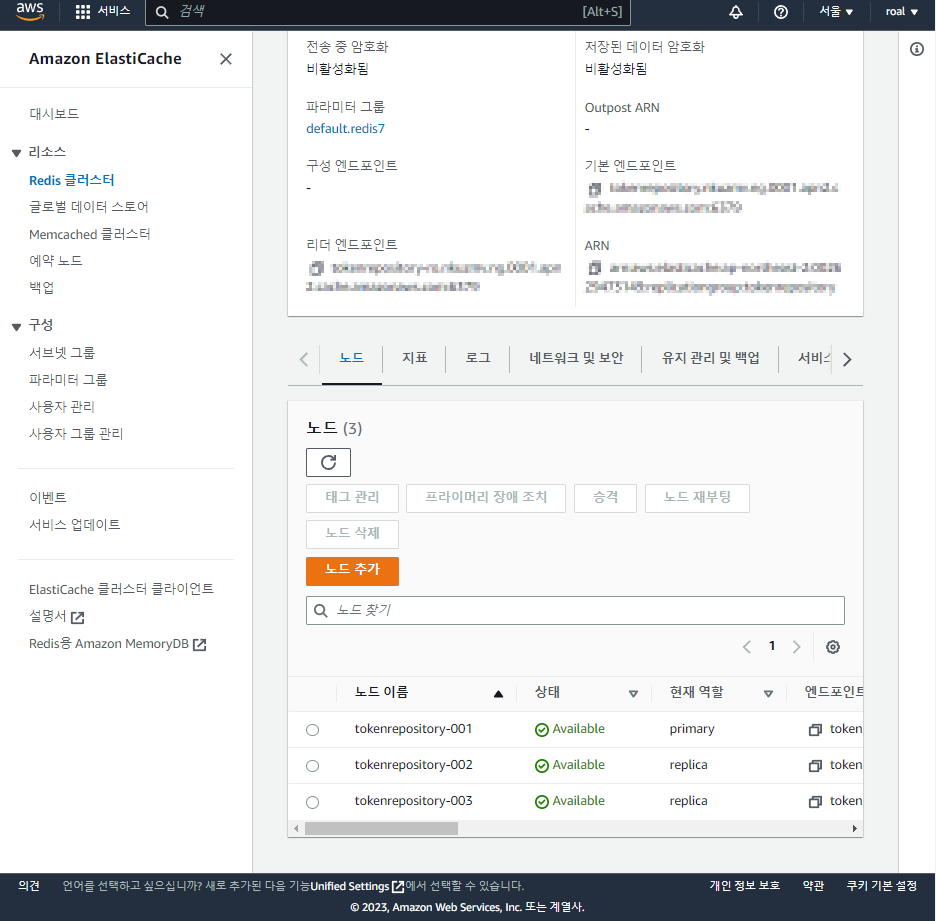 aws
서비스
검색
[Alt+S]
서울 ▼
roal ▼
Amazon ElastiCache
대시보드
리소스
Redis 클러스터
글로벌 데이터 스토어
Memcached 클러스터
예약 노드
백업
구성
서브넷 그룹
파라미터 그룹
사용자 관리
사용자 그룹 관리
이벤트
서비스 업데이트
ElastiCache 클러스터 클라이언트
설명서
Redis용 Amazon MemoryDB
전송 중 암호화
비활성화됨
저장된 데이터 암호화
비활성화됨
파라미터 그룹
default.redis7
Outpost ARN
-
구성 엔드포인트
-
기본 엔드포인트
리더 엔드포인트
ARN
노드
지표
로그
네트워크 및 보안
유지 관리 및 백업
서비스
노드 (3)
태그 관리
프라이머리 장애 조치
승격
노드 재부팅
노드 삭제
노드 추가
노드 찾기
1
노드 이름 상태 현재 역할 엔드포인트
tokenrepository-001 Available primary token
tokenrepository-002 Available replica token
tokenrepository-003 Available replica token
의견
언어를 선택하고 싶으십니까? 새로 추가된 다음 기능Unified Settings에서 선택할 수 있습니다.
개인 정보 보호
약관
쿠키 기본 설정
© 2023, Amazon Web Services, Inc. 또는 계열사.